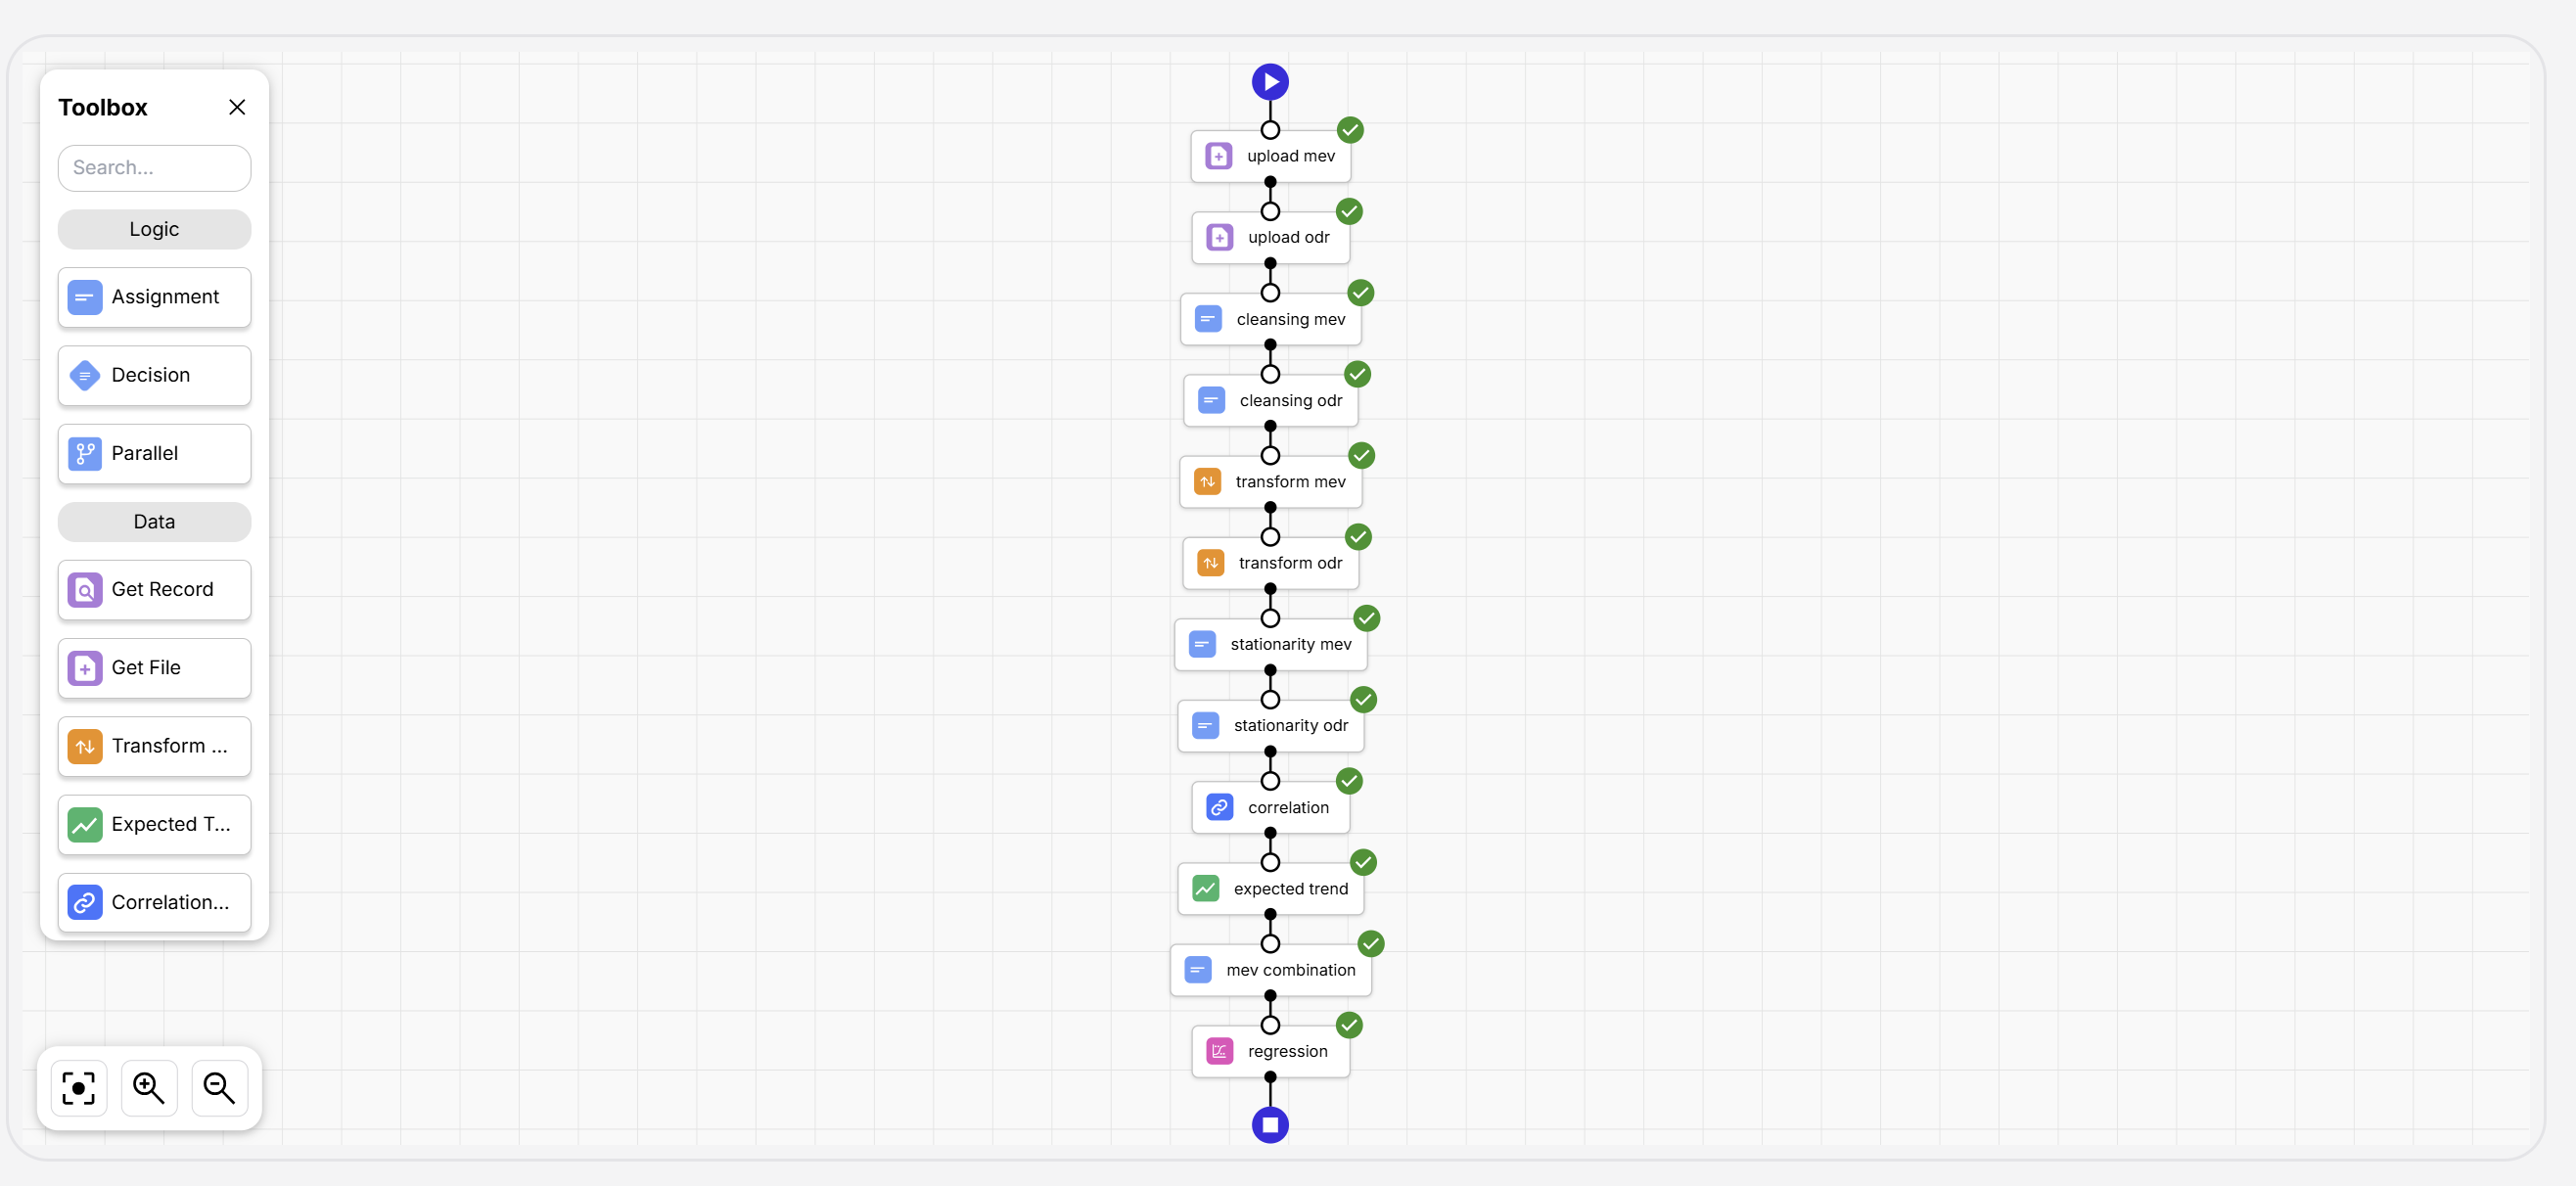 Toolbox
Search...
Logic
Assignment
Decision
Parallel
Data
Get Record
Get File
Transform ...
Expected T...
Correlation...
upload mev
upload odr
cleansing mev
cleansing odr
transform mev
transform odr
stationarity mev
stationarity odr
correlation
expected trend
mev combination
regression